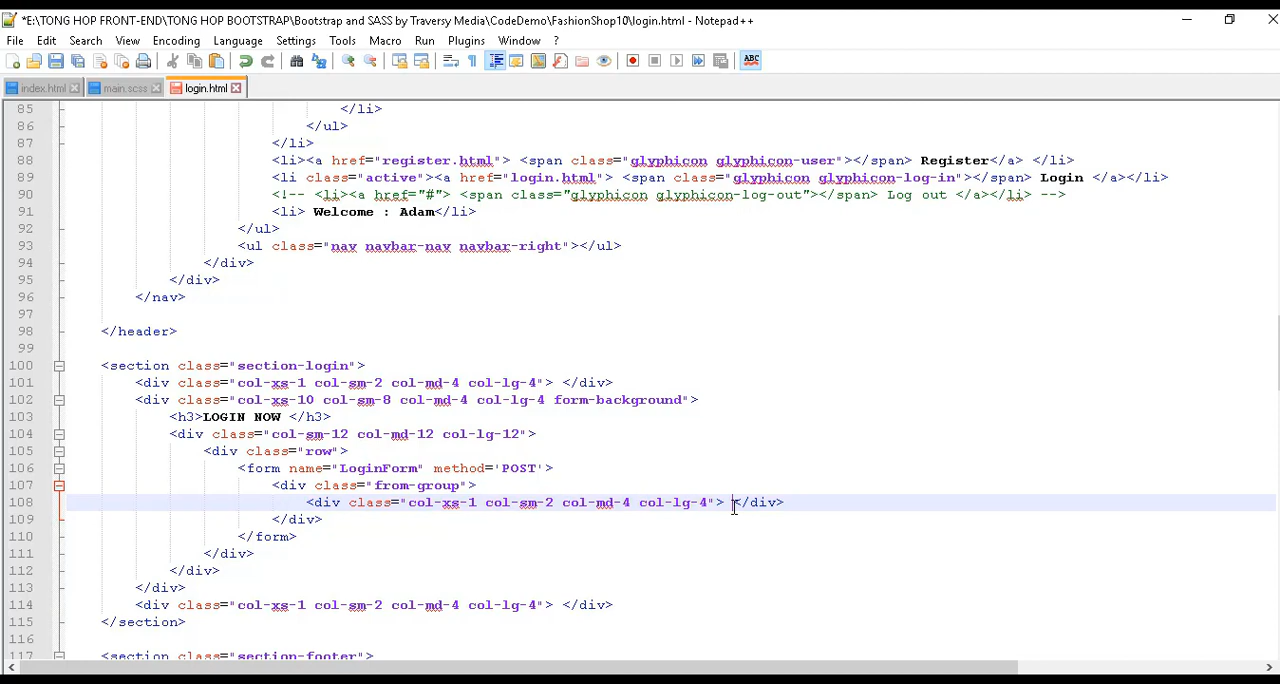 *E:\TONG HOP FRONT-END\TONG HOP BOOTSTRAP\Bootstrap and SASS by Traversy Media\CodeDemo\FashionShop10\login.html - Notepad++
File Edit Search View Encoding Language Settings Tools Macro Run Plugins Window ?
ABC
index.html main.scss login.html
85 </li>
86 </ul>
87 </li>
88 <li><a href="register.html"> <span class="glyphicon glyphicon-user"></span> Register</a> </li>
89 <li class="active"><a href="login.html"> <span class="glyphicon glyphicon-log-in"></span> Login </a></li>
90 <!-- <li><a href="#"> <span class="glyphicon glyphicon-log-out"></span> Log out </a></li> -->
91 <li> Welcome : Adam</li>
92 </ul>
93 <ul class="nav navbar-nav navbar-right"></ul>
94 </div>
95 </div>
96 </nav>
97
98 </header>
99
100 <section class="section-login">
101 <div class="col-xs-1 col-sm-2 col-md-4 col-lg-4"> </div>
102 <div class="col-xs-10 col-sm-8 col-md-4 col-lg-4 form-background">
103 <h3>LOGIN NOW </h3>
104 <div class="col-sm-12 col-md-12 col-lg-12">
105 <div class="row">
106 <form name="LoginForm" method='POST'>
107 <div class="from-group">
108 <div class="col-xs-1 col-sm-2 col-md-4 col-lg-4"> </div>
109 </div>
110 </form>
111 </div>
112 </div>
113 </div>
114 <div class="col-xs-1 col-sm-2 col-md-4 col-lg-4"> </div>
115 </section>
116
117 <section class="section-footer">